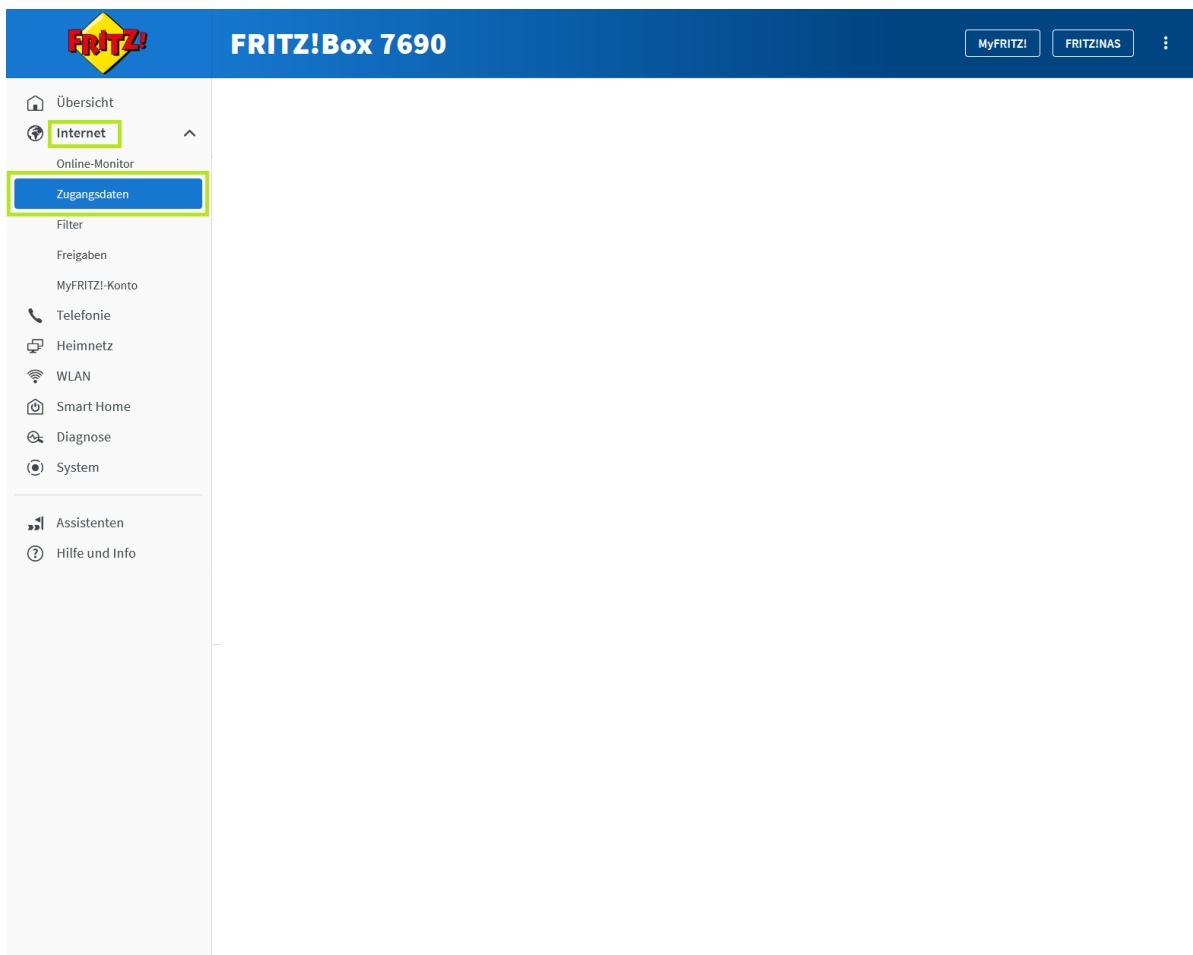 FRITZ!
FRITZ!Box 7690
MyFRITZ!
FRITZ!NAS
Übersicht
Internet
Online-Monitor
Zugangsdaten
Filter
Freigaben
MyFRITZ!-Konto
Telefonie
Heimnetz
WLAN
Smart Home
Diagnose
System
Assistenten
Hilfe und Info